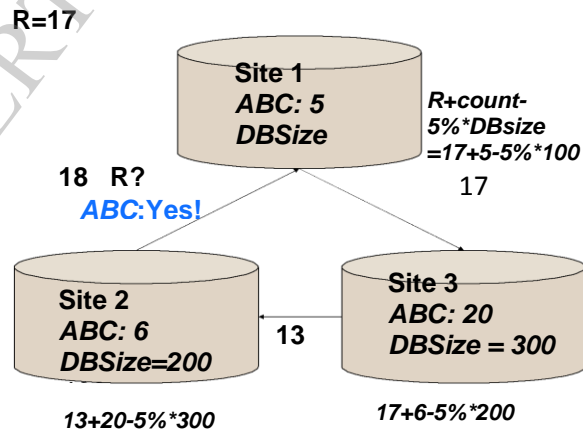 R=17
Site 1
ABC: 5
DBSize
R+count-
5%*DBsize
=17+5-5%*100
17
18 R?
ABC:Yes!
Site 2
ABC: 6
DBSize=200
13
Site 3
ABC: 20
DBSize = 300
13+20-5%*300
17+6-5%*200